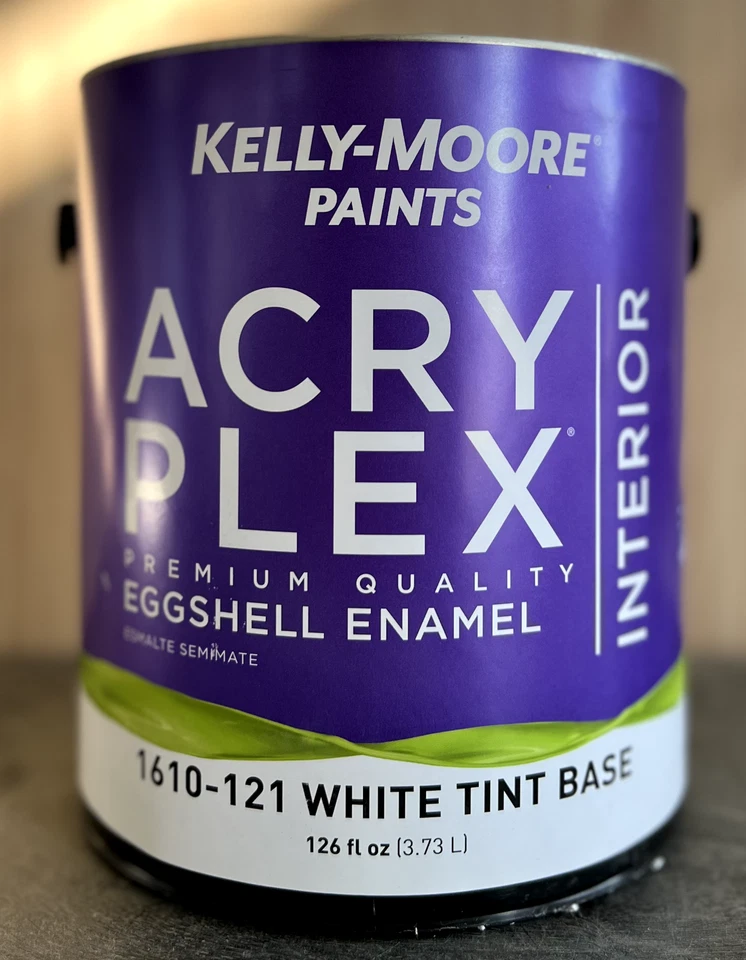 KELLY-MOORE®
PAINTS
ACRY
PLEX®
PREMIUM QUALITY
EGGSHELL ENAMEL
ESMALTE SEMIMATE
INTERIOR
1610-121 WHITE TINT BASE
126 fl oz (3.73 L)